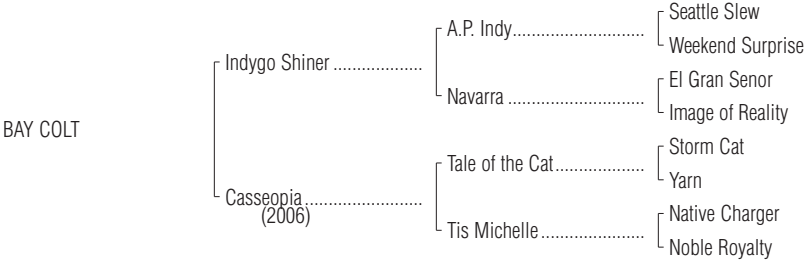 Seattle Slew
A.P. Indy............................
Weekend Surprise
Indygo Shiner ...................
El Gran Senor
Navarra .............................
Image of Reality
BAY COLT
Storm Cat
Tale of the Cat...................
Yarn
Casseopia.........................
(2006)
Native Charger
Tis Michelle......................
Noble Royalty